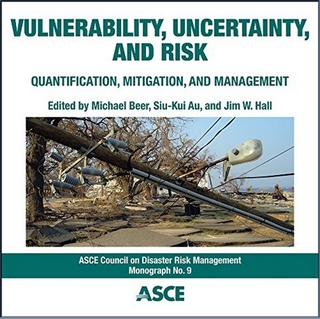 VULNERABILITY, UNCERTAINTY,
AND RISK
QUANTIFICATION, MITIGATION, AND MANAGEMENT
Edited by Michael Beer, Siu-Kui Au, and Jim W. Hall
ASCE Council on Disaster Risk Management
Monograph No. 9
ASCE